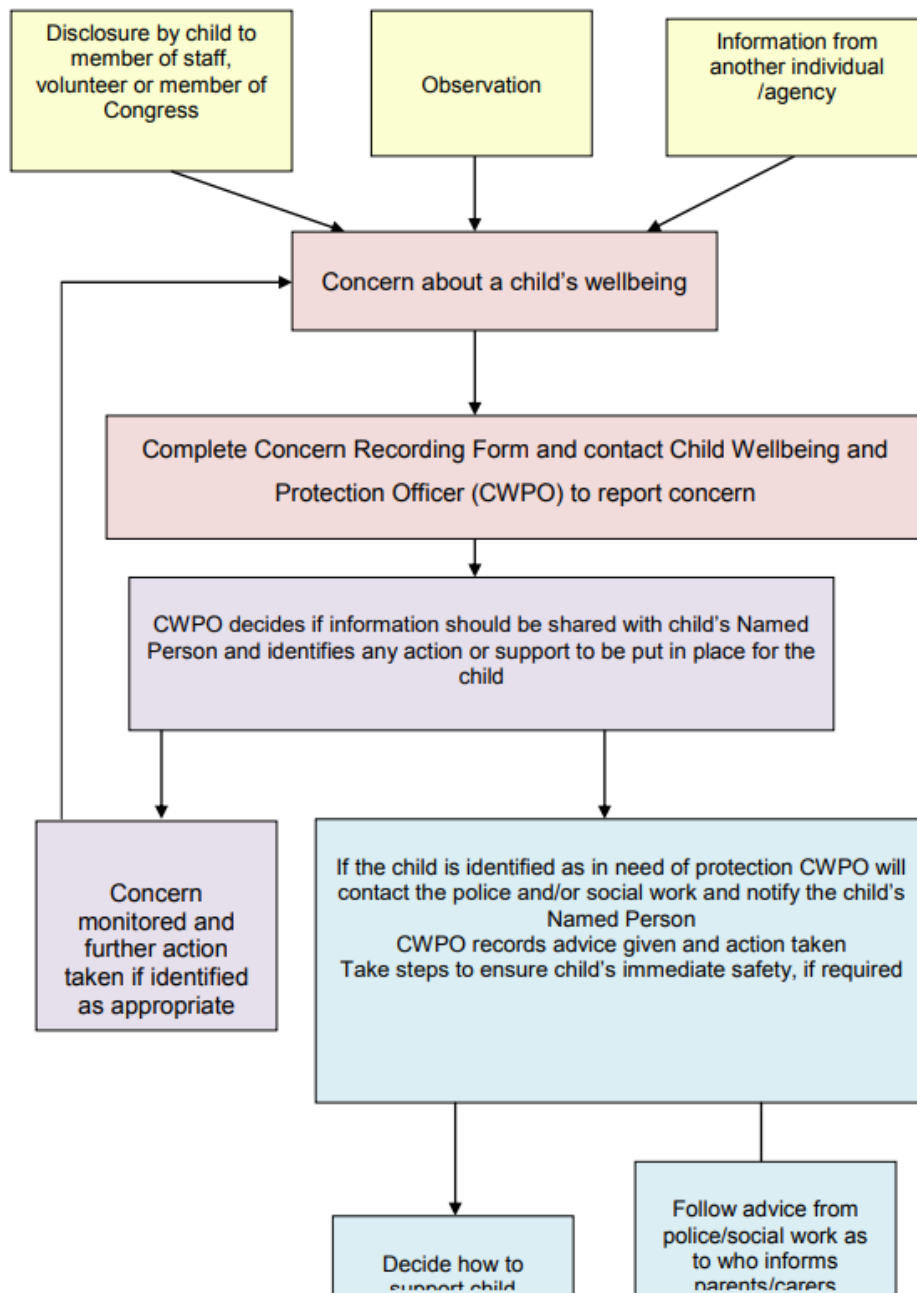 Disclosure by child to
member of staff,
volunteer or member of
Congress
Observation
Information from
another individual
/agency
Concern about a child's wellbeing
Complete Concern Recording Form and contact Child Wellbeing and
Protection Officer (CWPO) to report concern
CWPO decides if information should be shared with child's Named
Person and identifies any action or support to be put in place for the
child
Concern
monitored and
further action
taken if identified
as appropriate
If the child is identified as in need of protection CWPO will
contact the police and/or social work and notify the child's
Named Person
CWPO records advice given and action taken
Take steps to ensure child's immediate safety, if required
Decide how to
support child
Follow advice from
police/social work as
to who informs
parents/carers